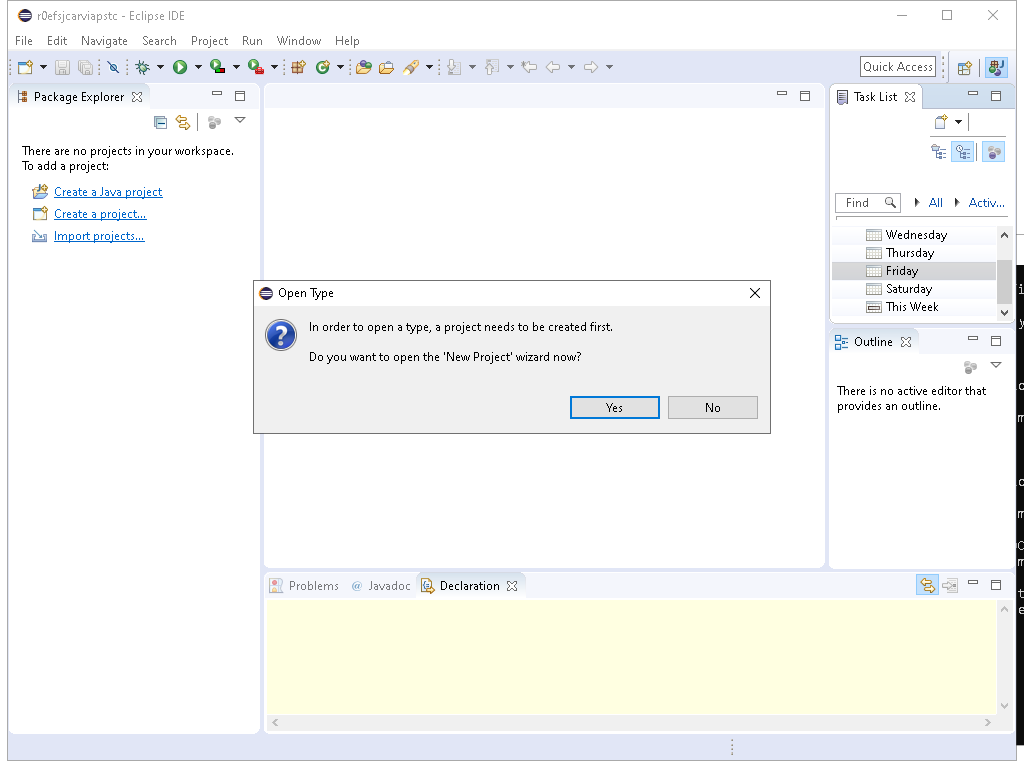 r0efsjcarviapstc - Eclipse IDE
File Edit Navigate Search Project Run Window Help
Quick Access
Package Explorer
Task List
There are no projects in your workspace.
To add a project:
Create a Java project
Create a project...
Import projects...
Find All Activ...
Wednesday
Thursday
Friday
Saturday
This Week
Open Type
In order to open a type, a project needs to be created first.
Do you want to open the 'New Project' wizard now?
Yes No
Outline
There is no active editor that
provides an outline.
Problems @ Javadoc Declaration